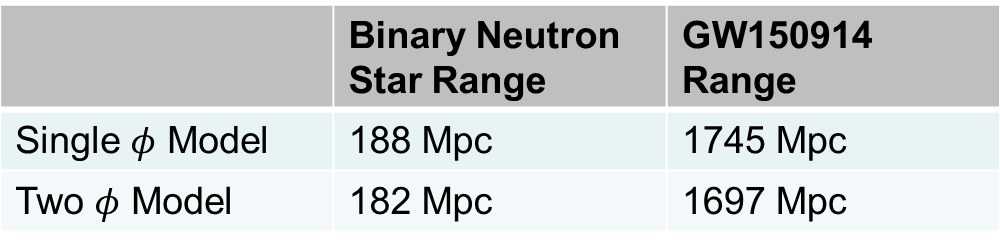 Binary Neutron
Star Range
GW150914
Range
Single ϕ Model
188 Mpc
1745 Mpc
Two ϕ Model
182 Mpc
1697 Mpc